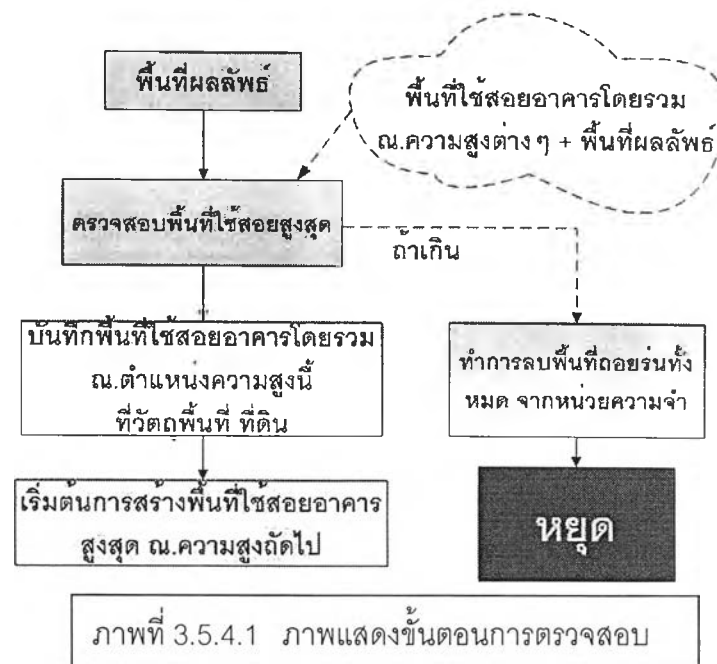 พื้นที่ผลลัพธ์
พื้นที่ใช้สอยอาคารโดยรวม
ณ.ความสูงต่างๆ + พื้นที่ผลลัพธ์
ตรวจสอบพื้นที่ใช้สอยสูงสุด
ถ้าเกิน
บันทึกพื้นที่ใช้สอยอาคารโดยรวม
ณ.ตำแหน่งความสูงนี้
ที่วัตถุพื้นที่ ที่ดิน
ทำการลบพื้นที่ถอยร่นทั้ง
หมด จากหน่วยความจำ
เริ่มต้นการสร้างพื้นที่ใช้สอยอาคาร
สูงสุด ณ.ความสูงถัดไป
หยุด
ภาพที่ 3.5.4.1 ภาพแสดงขั้นตอนการตรวจสอบ